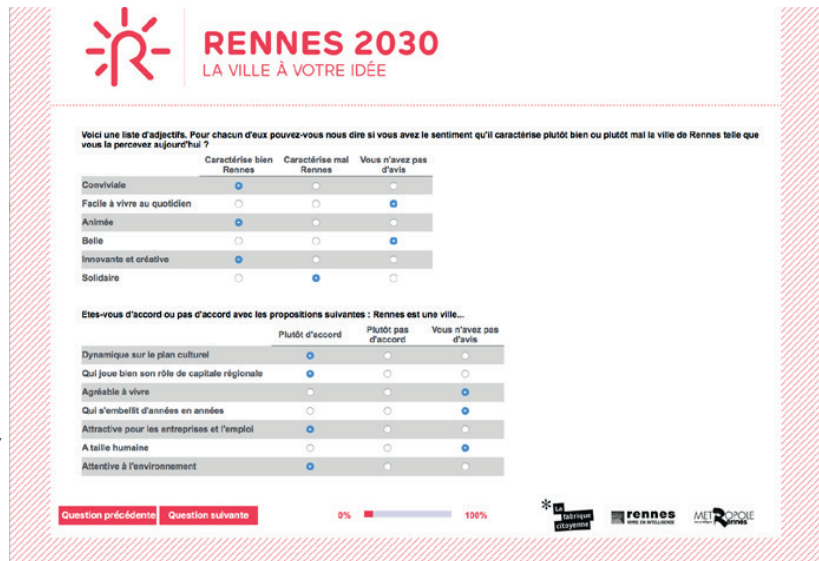 RENNES 2030
LA VILLE À VOTRE IDÉE
Voici une liste d'adjectifs. Pour chacun d'eux pouvez-vous nous dire si vous avez le sentiment qu'il caractérise plutôt bien ou plutôt mal la ville de Rennes telle que
vous la percevez aujourd'hui ?
Caractérise bien Rennes
Caractérise mal Rennes
Vous n'avez pas d'avis
Conviviale
Facile à vivre au quotidien
Animée
Belle
Innovante et créative
Solidaire
Etes-vous d'accord ou pas d'accord avec les propositions suivantes : Rennes est une ville...
Plutôt d'accord
Plutôt pas d'accord
Vous n'avez pas d'avis
Dynamique sur le plan culturel
Qui joue bien son rôle de capitale régionale
Agréable à vivre
Qui s'embellit d'années en années
Attractive pour les entreprises et l'emploi
A taille humaine
Attentive à l'environnement
Question précédente
Question suivante
0%
100%
La
fabrique
citoyenne
rennes
VIVRE EN INTELLIGENCE
METROPOLE
Rennes